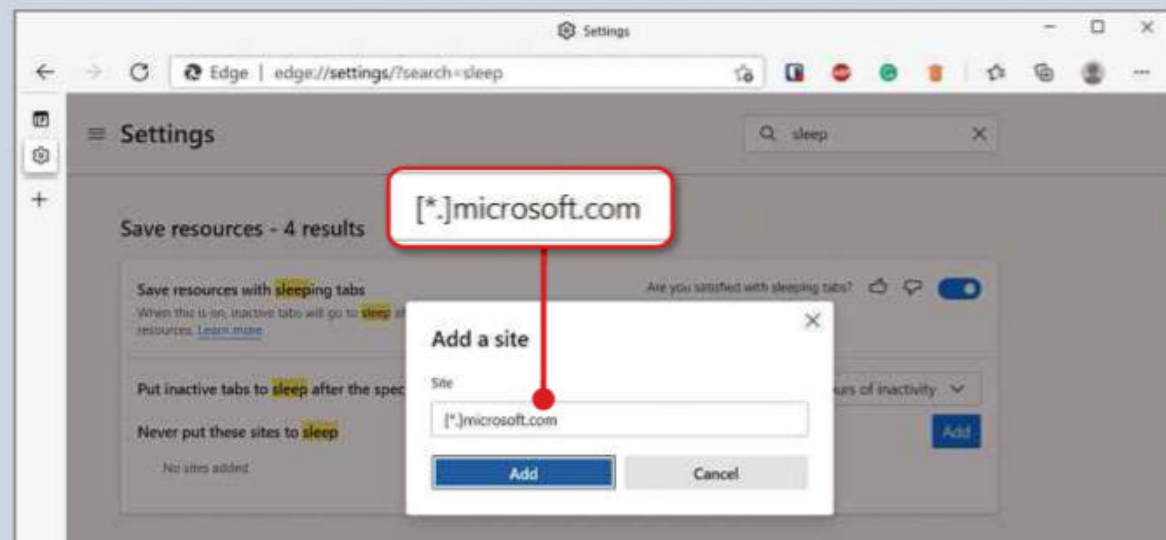 Settings
Edge | edge://settings/?search=sleep
Settings
sleep
[*.]microsoft.com
Save resources - 4 results
Save resources with sleeping tabs
Are you satisfied with sleeping tabs?
When this is on, inactive tabs will go to sleep
resources. Learn more
Add a site
Put inactive tabs to sleep after the spec
of inactivity
Site
[*.]microsoft.com
Never put these sites to sleep
Add
No sites added
Add
Cancel